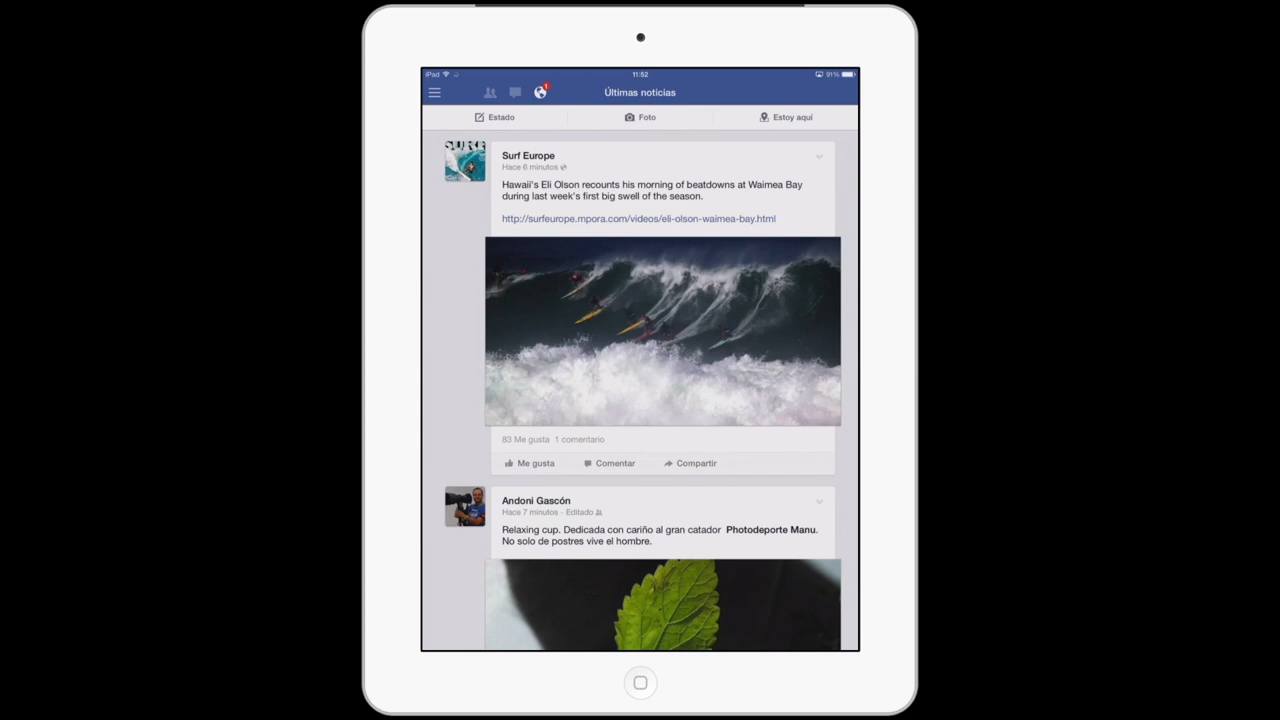 iPad 11:52 91%
1
Últimas noticias
Estado Foto Estoy aquí
SURF
Surf Europe
Hace 6 minutos
Hawaii's Eli Olson recounts his morning of beatdowns at Waimea Bay
during last week's first big swell of the season.
http://surfeurope.mpora.com/videos/eli-olson-waimea-bay.html
83 Me gusta 1 comentario
Me gusta Comentar Compartir
Andoni Gascón
Hace 7 minutos · Editado
Relaxing cup. Dedicada con cariño al gran catador Photodeporte Manu.
No solo de postres vive el hombre.